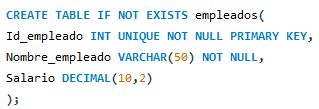 CREATE TABLE IF NOT EXISTS empleados(
Id_empleado INT UNIQUE NOT NULL PRIMARY KEY,
Nombre_empleado VARCHAR(50) NOT NULL,
Salario DECIMAL(10,2)
);